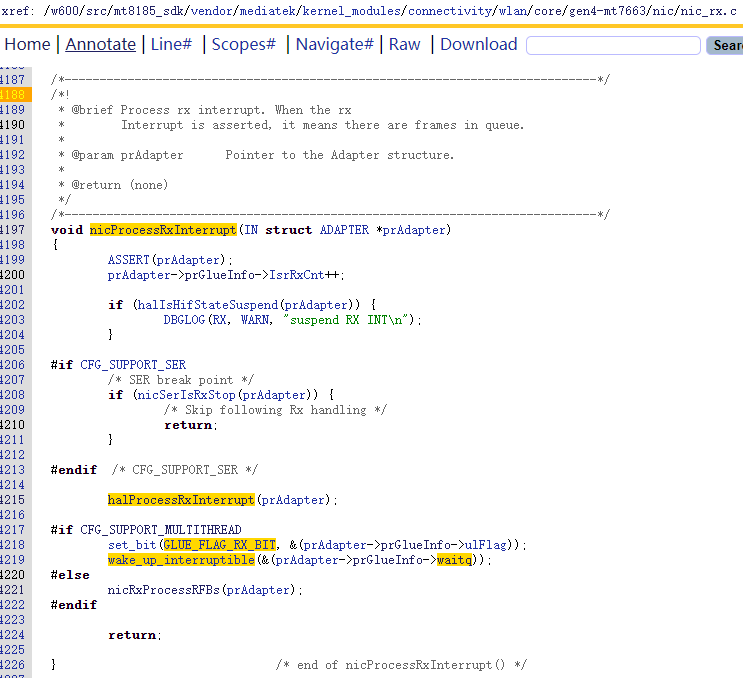 xref: /w600/src/mt8185_sdk/vendor/mediatek/kernel_modules/connectivity/wlan/core/gen4-mt7663/nic/nic_rx.c
Home | Annotate | Line# | Scopes# | Navigate# | Raw | Download Sear
4187 /*----------------------------------------------------------------------------*/
4188 /*!
4189  * @brief Process rx interrupt. When the rx
4190  *        Interrupt is asserted, it means there are frames in queue.
4191  *
4192  * @param prAdapter      Pointer to the Adapter structure.
4193  *
4194  * @return (none)
4195  */
4196 /*----------------------------------------------------------------------------*/
4197 void nicProcessRxInterrupt(IN struct ADAPTER *prAdapter)
4198 {
4199         ASSERT(prAdapter);
4200         prAdapter->prGlueInfo->IsrRxCnt++;
4201
4202         if (halIsHifStateSuspend(prAdapter)) {
4203                 DBGLOG(RX, WARN, "suspend RX INT\n");
4204         }
4205
4206 #if CFG_SUPPORT_SER
4207         /* SER break point */
4208         if (nicSerIsRxStop(prAdapter)) {
4209                 /* Skip following Rx handling */
4210                 return;
4211         }
4212
4213 #endif  /* CFG_SUPPORT_SER */
4214
4215         halProcessRxInterrupt(prAdapter);
4216
4217 #if CFG_SUPPORT_MULTITHREAD
4218         set_bit(GLUE_FLAG_RX_BIT, &(prAdapter->prGlueInfo->ulFlag));
4219         wake_up_interruptible(&(prAdapter->prGlueInfo->waitq));
4220 #else
4221         nicRxProcessRFBs(prAdapter);
4222 #endif
4223
4224         return;
4225
4226 }                               /* end of nicProcessRxInterrupt() */